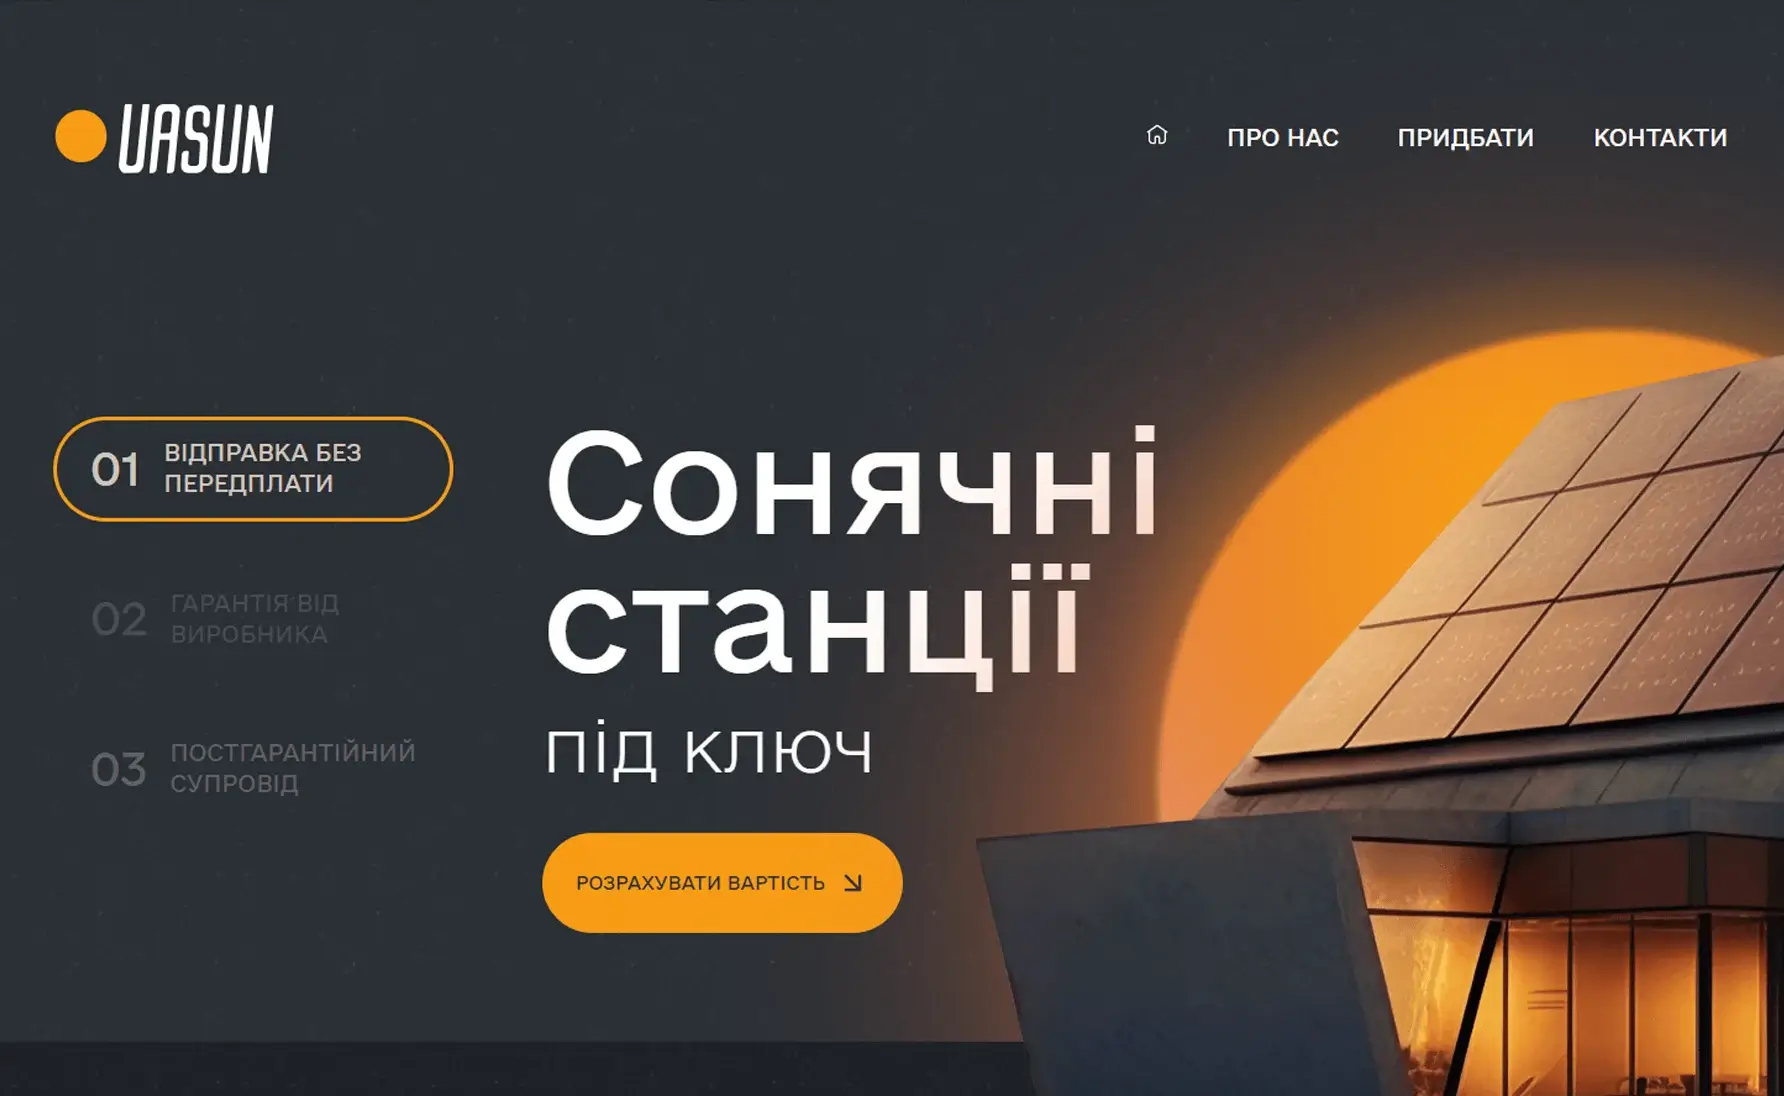 UASUN
ПРО НАС
ПРИДБАТИ
КОНТАКТИ
01
ВІДПРАВКА БЕЗ
ПЕРЕДПЛАТИ
02
ГАРАНТІЯ ВІД
ВИРОБНИКА
03
ПОСТГАРАНТІЙНИЙ
СУПРОВІД
Сонячні
станції
під ключ
РОЗРАХУВАТИ ВАРТІСТЬ